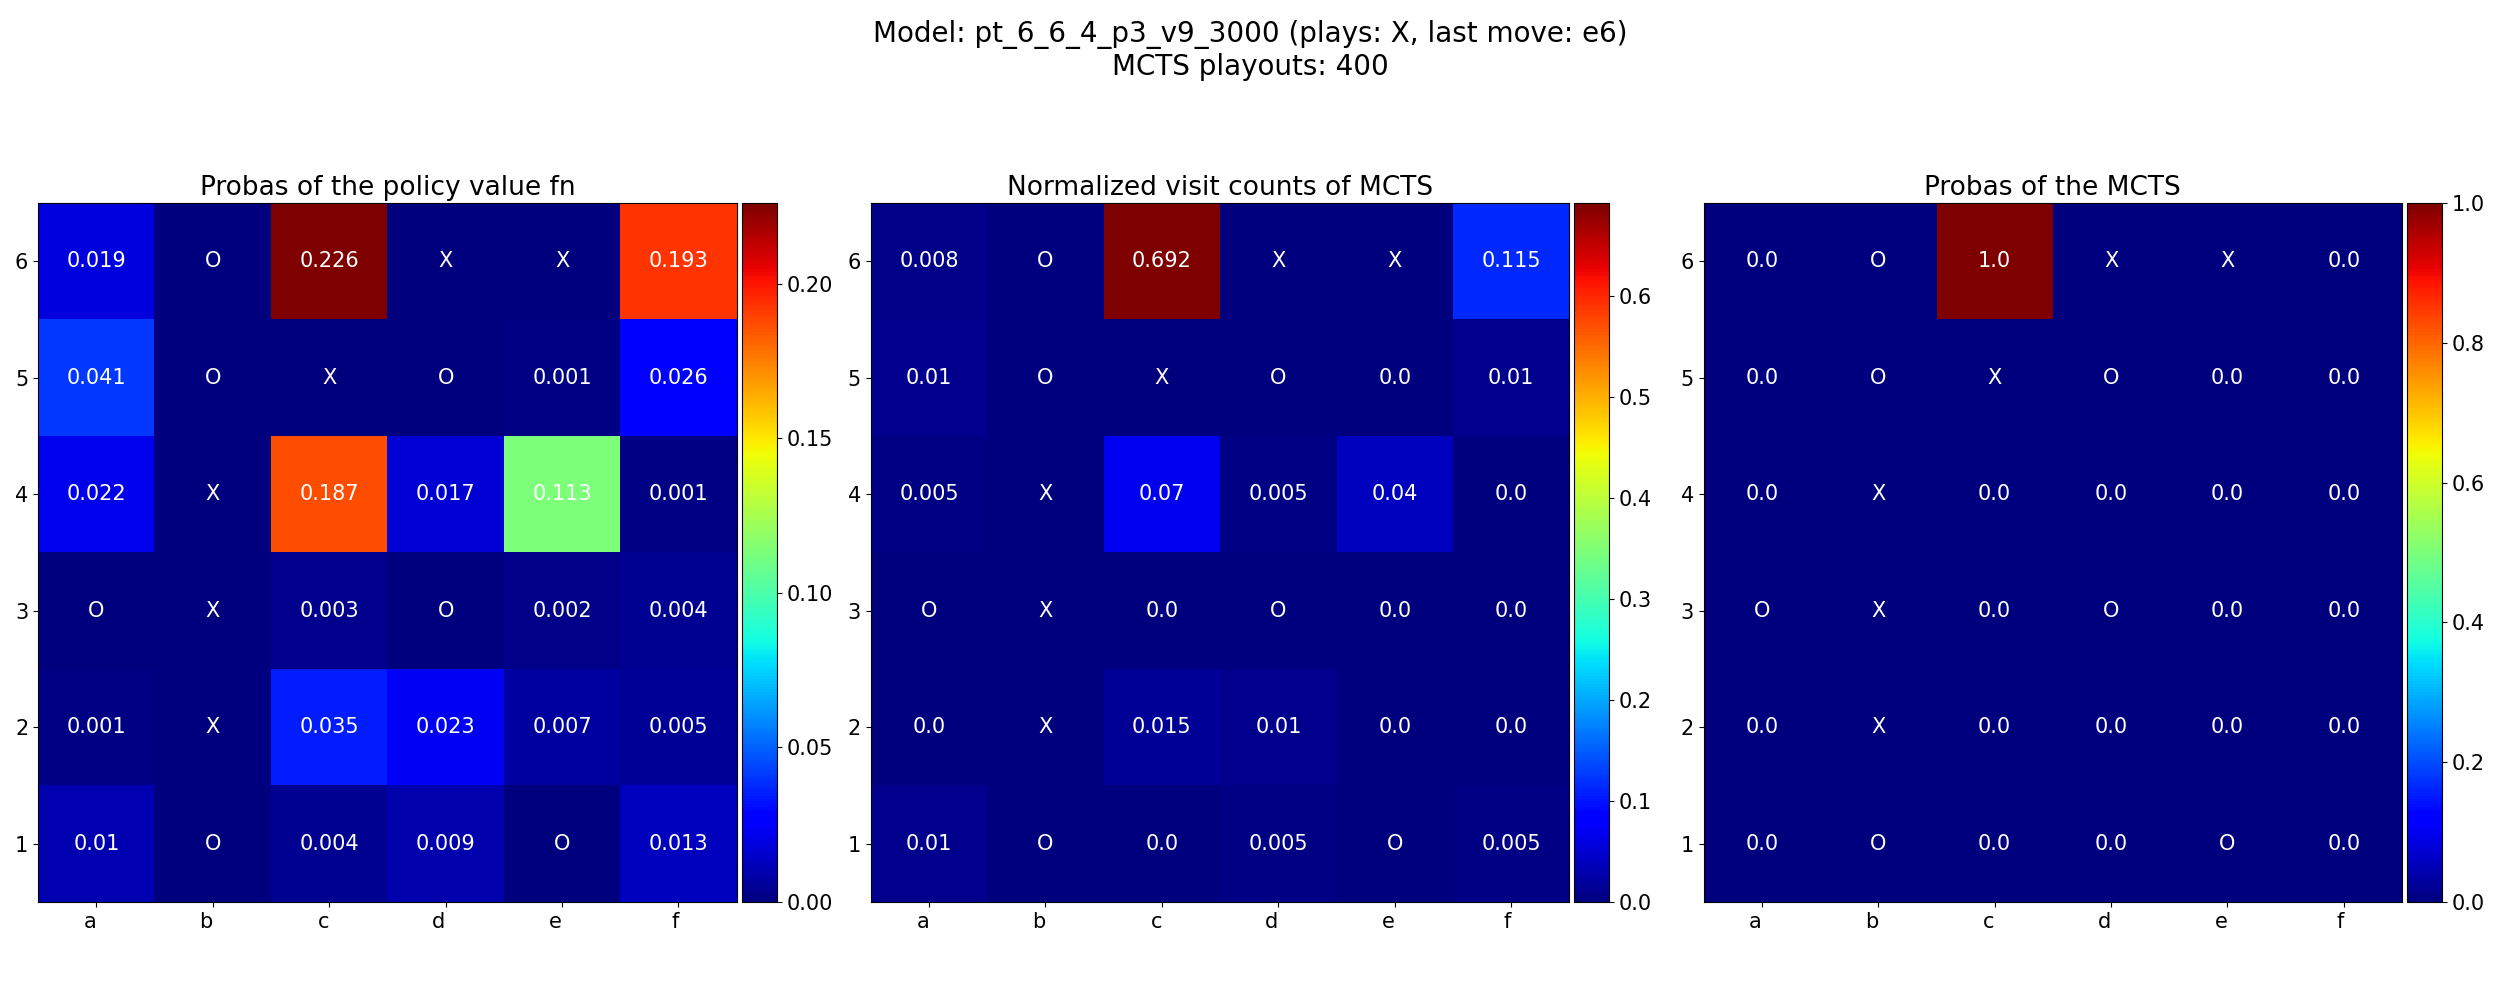 Model: pt_6_6_4_p3_v9_3000 (plays: X, last move: e6)
MCTS playouts: 400
Probas of the policy value fn
6 0.019 O 0.226 X X 0.193
5 0.041 O X O 0.001 0.026
4 0.022 X 0.187 0.017 0.113 0.001
3 O X 0.003 O 0.002 0.004
2 0.001 X 0.035 0.023 0.007 0.005
1 0.01 O 0.004 0.009 O 0.013
a b c d e f
0.20
0.15
0.10
0.05
0.00
Normalized visit counts of MCTS
6 0.008 O 0.692 X X 0.115
5 0.01 O X O 0.0 0.01
4 0.005 X 0.07 0.005 0.04 0.0
3 O X 0.0 O 0.0 0.0
2 0.0 X 0.015 0.01 0.0 0.0
1 0.01 O 0.0 0.005 O 0.005
a b c d e f
0.6
0.5
0.4
0.3
0.2
0.1
0.0
Probas of the MCTS
6 0.0 O 1.0 X X 0.0
5 0.0 O X O 0.0 0.0
4 0.0 X 0.0 0.0 0.0 0.0
3 O X 0.0 O 0.0 0.0
2 0.0 X 0.0 0.0 0.0 0.0
1 0.0 O 0.0 0.0 O 0.0
a b c d e f
1.0
0.8
0.6
0.4
0.2
0.0